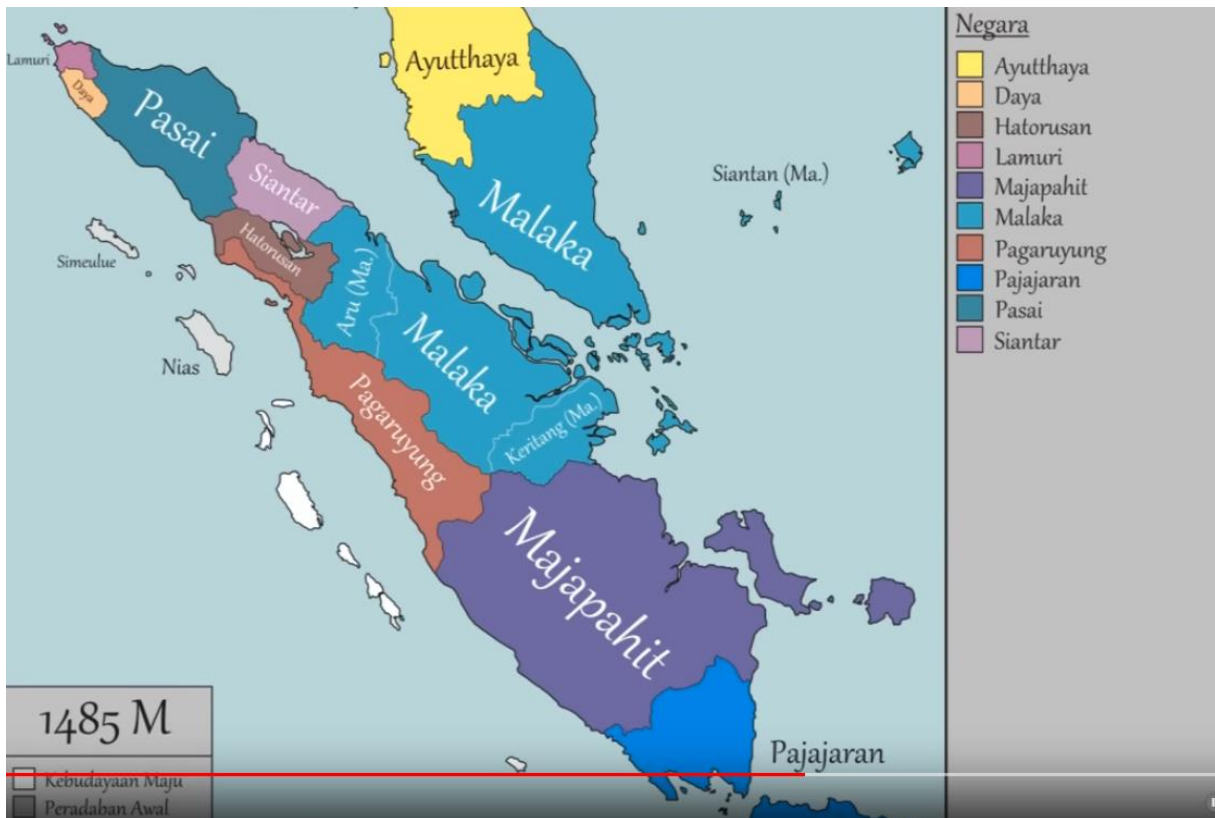 Lamuri
Daya
Pasai
Ayutthaya
Siantar
Hatorusan
Simeulue
Nias
Malaka
Siantan (Ma.)
Aru (Ma.)
Malaka
Keritang (Ma.)
Pagaruyung
Majapahit
Pajajaran
Negara
Ayutthaya
Daya
Hatorusan
Lamuri
Majapahit
Malaka
Pagaruyung
Pajajaran
Pasai
Siantar
1485 M
Kebudayaan Maju
Peradaban Awal